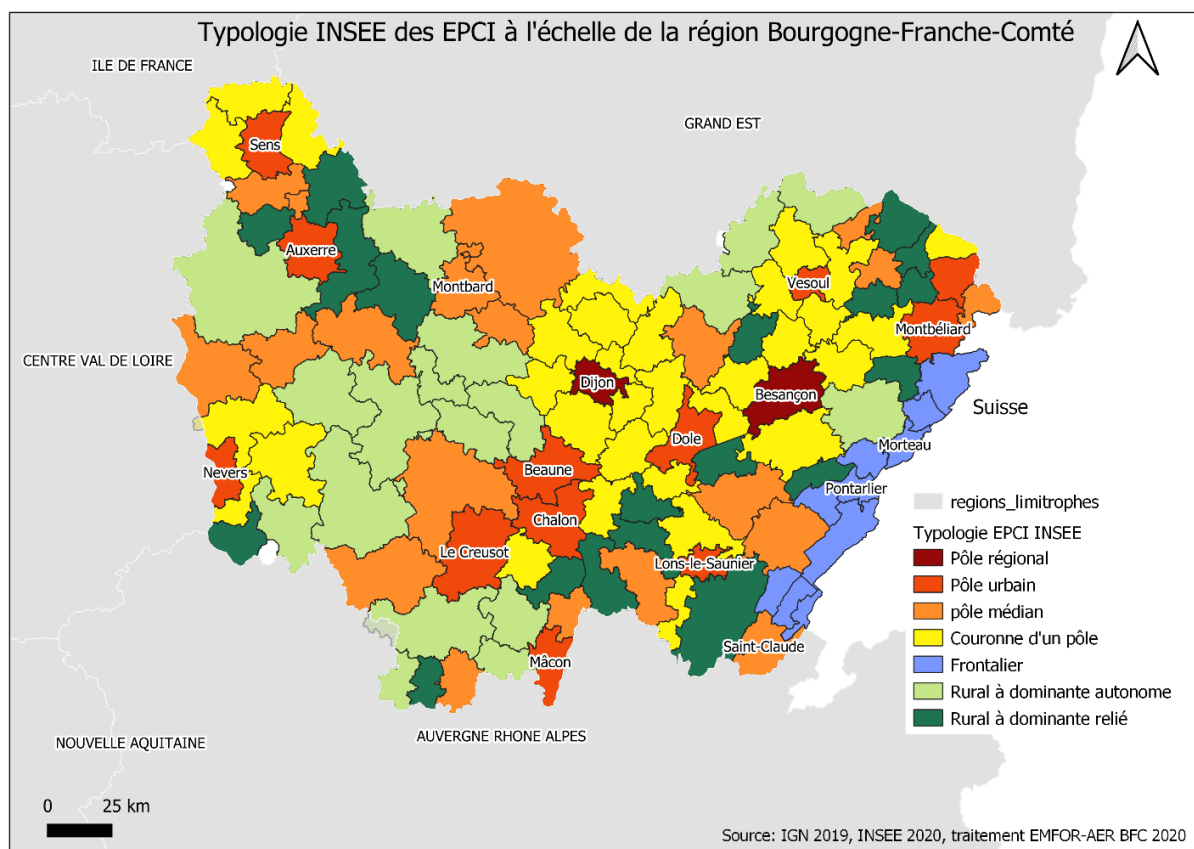 Typologie INSEE des EPCI à l'échelle de la région Bourgogne-Franche-Comté
ILE DE FRANCE
GRAND EST
Sens
Auxerre
Montbard
Vesoul
Montbéliard
CENTRE VAL DE LOIRE
Dijon
Besançon
Suisse
Dole
Morteau
Nevers
Beaune
Pontarlier
Chalon
Le Creusot
Lons-le-Saunier
Saint-Claude
Mâcon
NOUVELLE AQUITAINE
AUVERGNE RHONE ALPES
regions_limitrophes
Typologie EPCI INSEE
Pôle régional
Pôle urbain
pôle médian
Couronne d'un pôle
Frontalier
Rural à dominante autonome
Rural à dominante relié
0 25 km
Source: IGN 2019, INSEE 2020, traitement EMFOR-AER BFC 2020